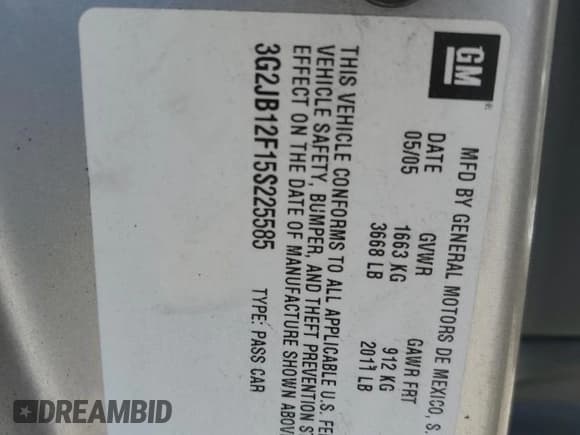 GM
MFD BY GENERAL MOTORS DE MEXICO, S.
DATE GVWR GAWR FRT
05/05 1663 KG 912 KG
3668 LB 2011 LB
THIS VEHICLE CONFORMS TO ALL APPLICABLE U.S. FE
VEHICLE SAFETY, BUMPER, AND THEFT PREVENTION S
EFFECT ON THE DATE OF MANUFACTURE SHOWN ABOV
3G2JB12F15S225585 TYPE: PASS CAR
DREAMBID